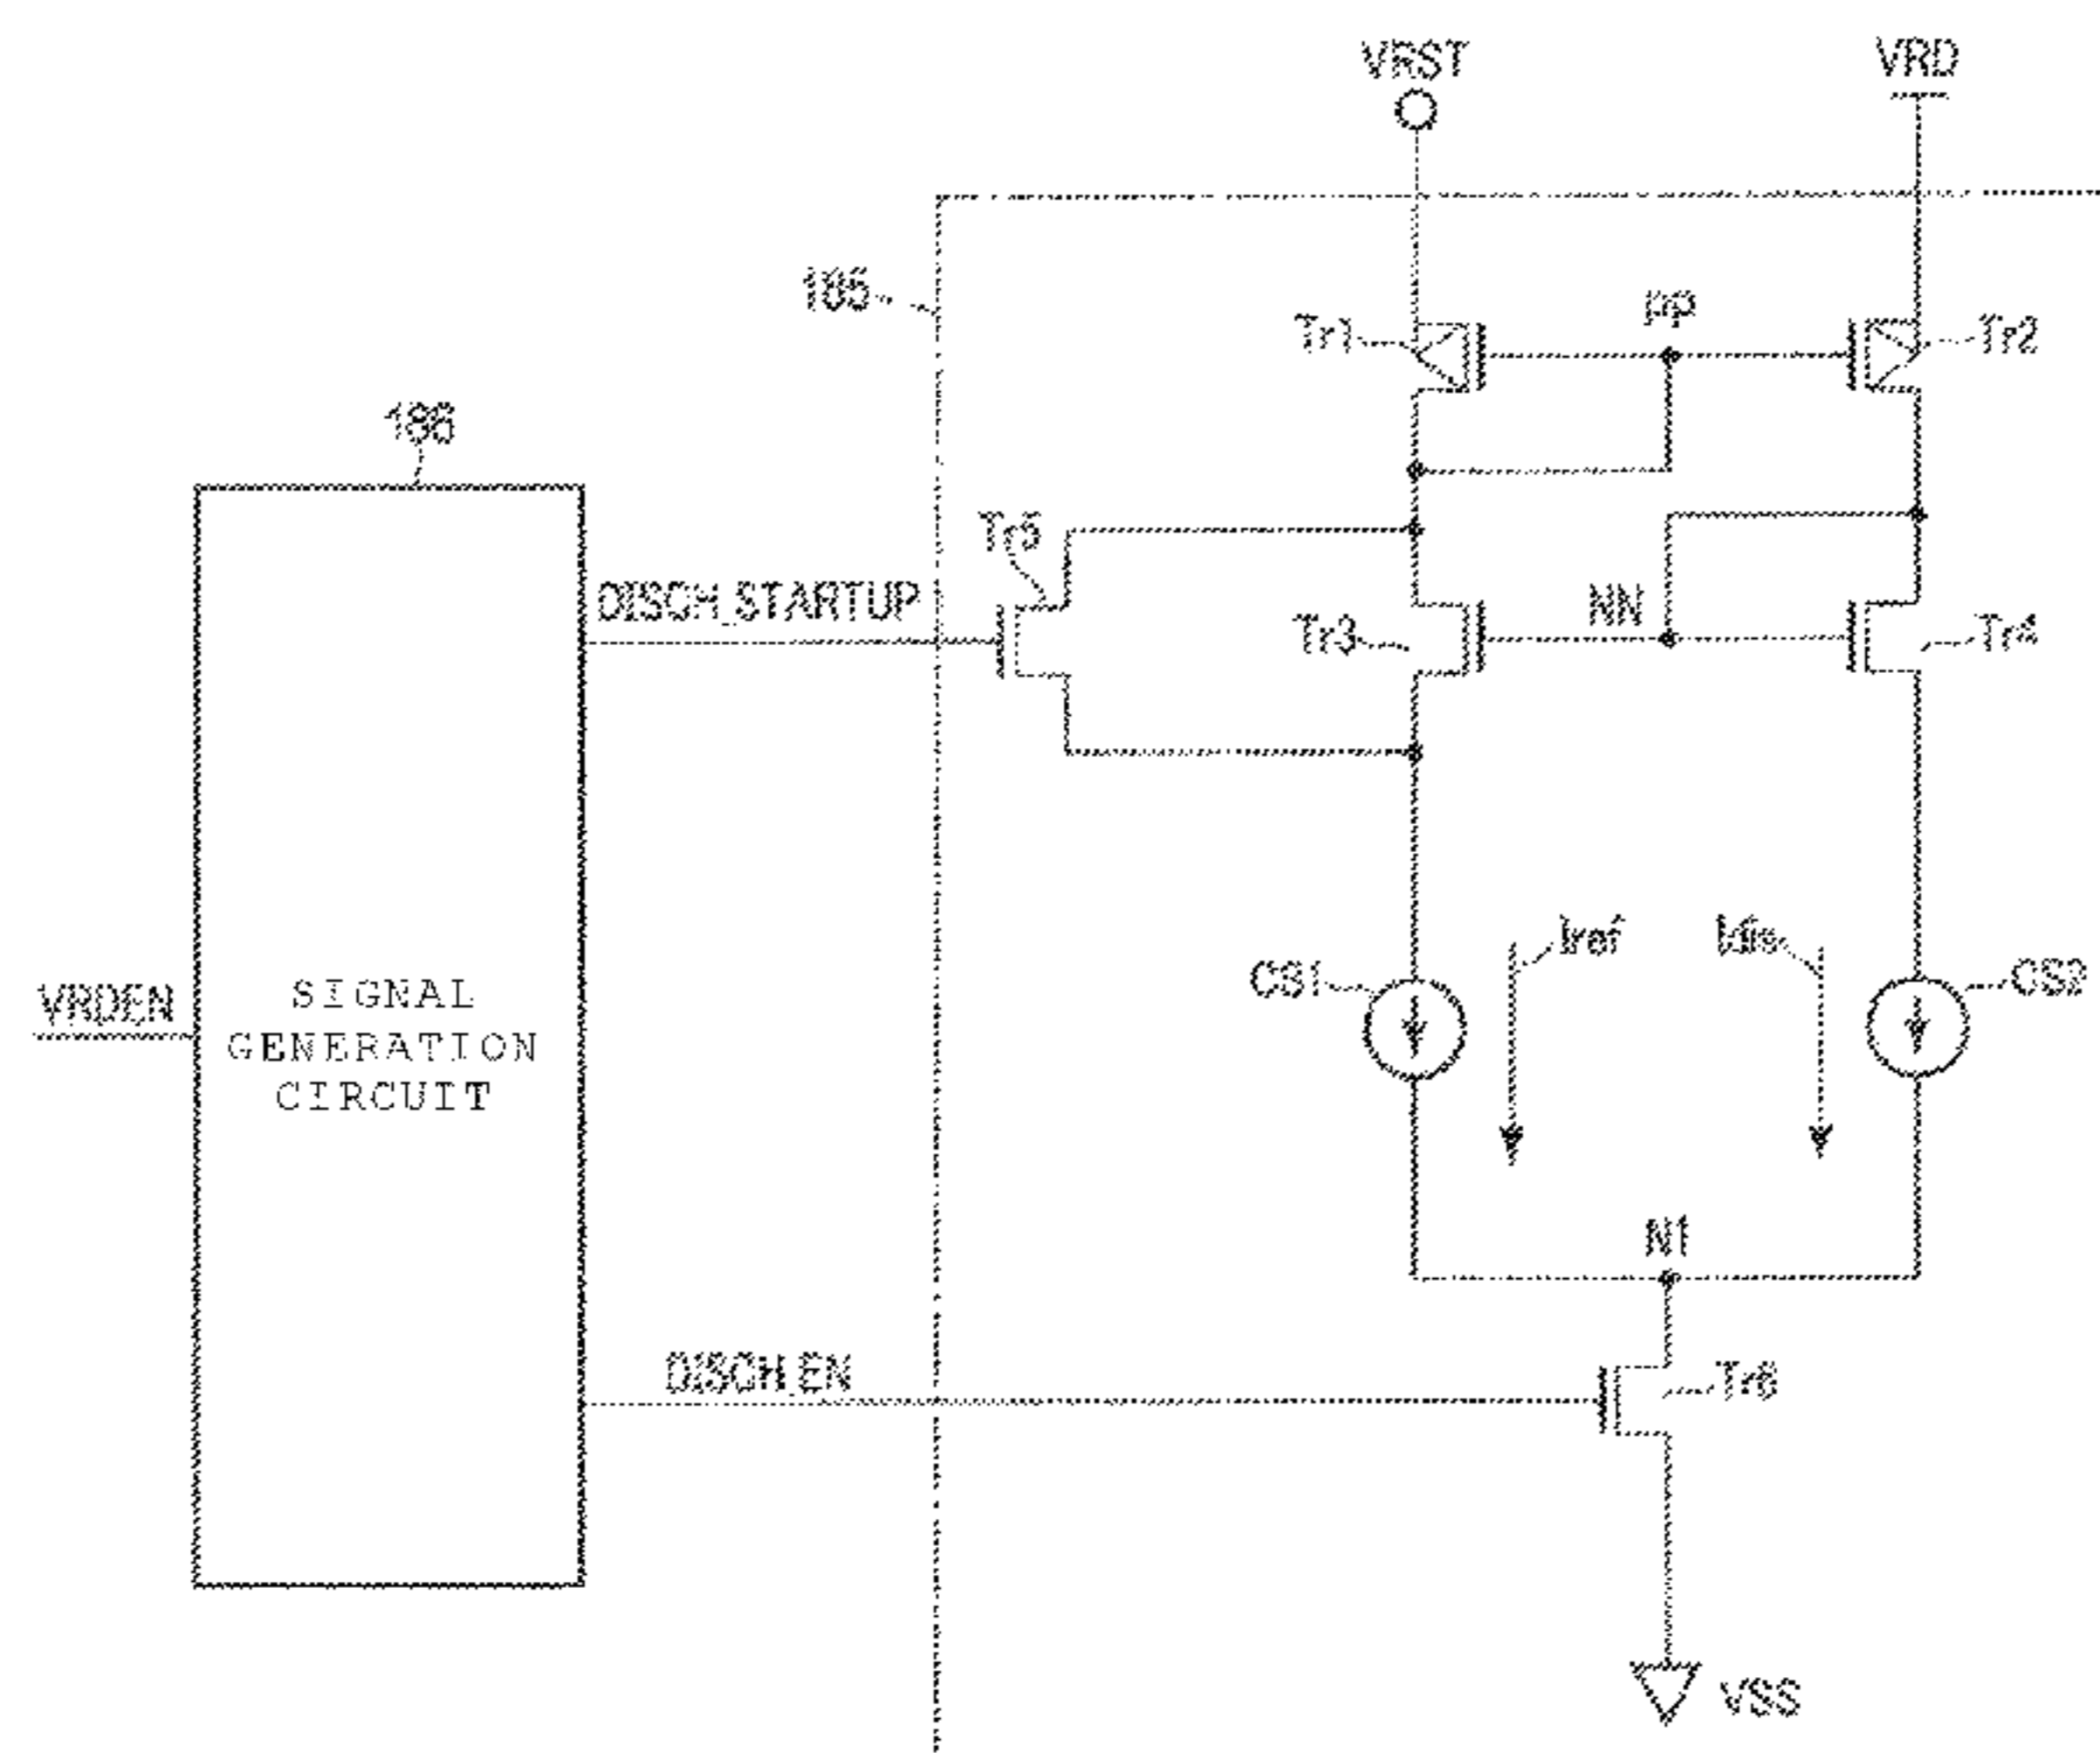 VRST
VRD
185
Tr1
pp
Tr2
186
Tr5
DISCH_STARTUP
NN
Tr3
Tr4
Iref
Idis
CS1
CS2
VRDEN
SIGNAL
GENERATION
CIRCUIT
N1
DISCH_EN
Tr6
VSS